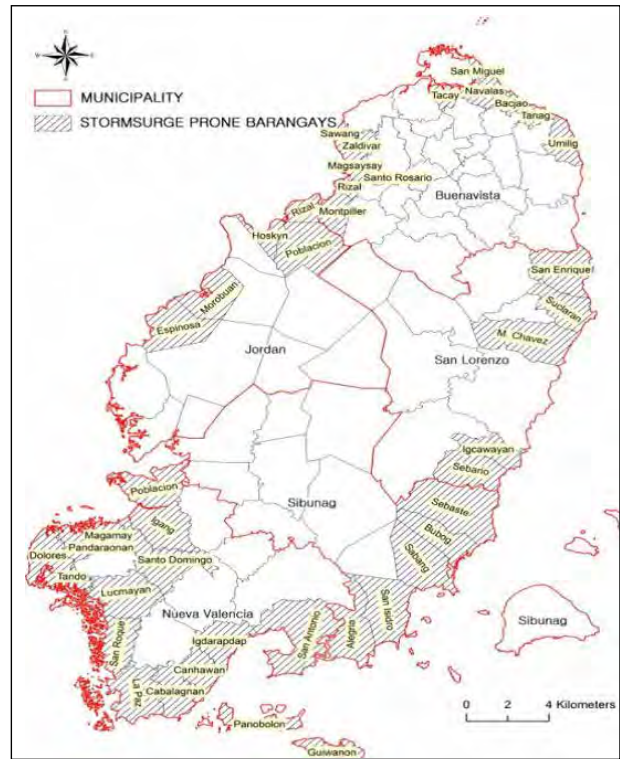 N
W E
S
MUNICIPALITY
STORMSURGE PRONE BARANGAYS
San Miguel
Tacay
Navalas
Bacjao
Tanag
Umilig
Sawang
Zaldivar
Magsaysay
Santo Rosario
Rizal
Buenavista
Rizal
Montpiller
Hoskyn
Poblacion
San Enrique
Morobuan
Suclaran
Espinosa
M. Chavez
Jordan
San Lorenzo
Igcawayan
Sebario
Poblacion
Sibunag
Sebaste
Igang
Bubog
Magamay
Dolores
Pandaraonan
Santo Domingo
Sabang
Tando
Lucmayan
Nueva Valencia
San Isidro
Sibunag
San Roque
Igdarapdap
San Antonio
Alegria
Canhawan
La Paz
Cabalagnan
0 2 4 Kilometers
Panobolon
Guiwanon